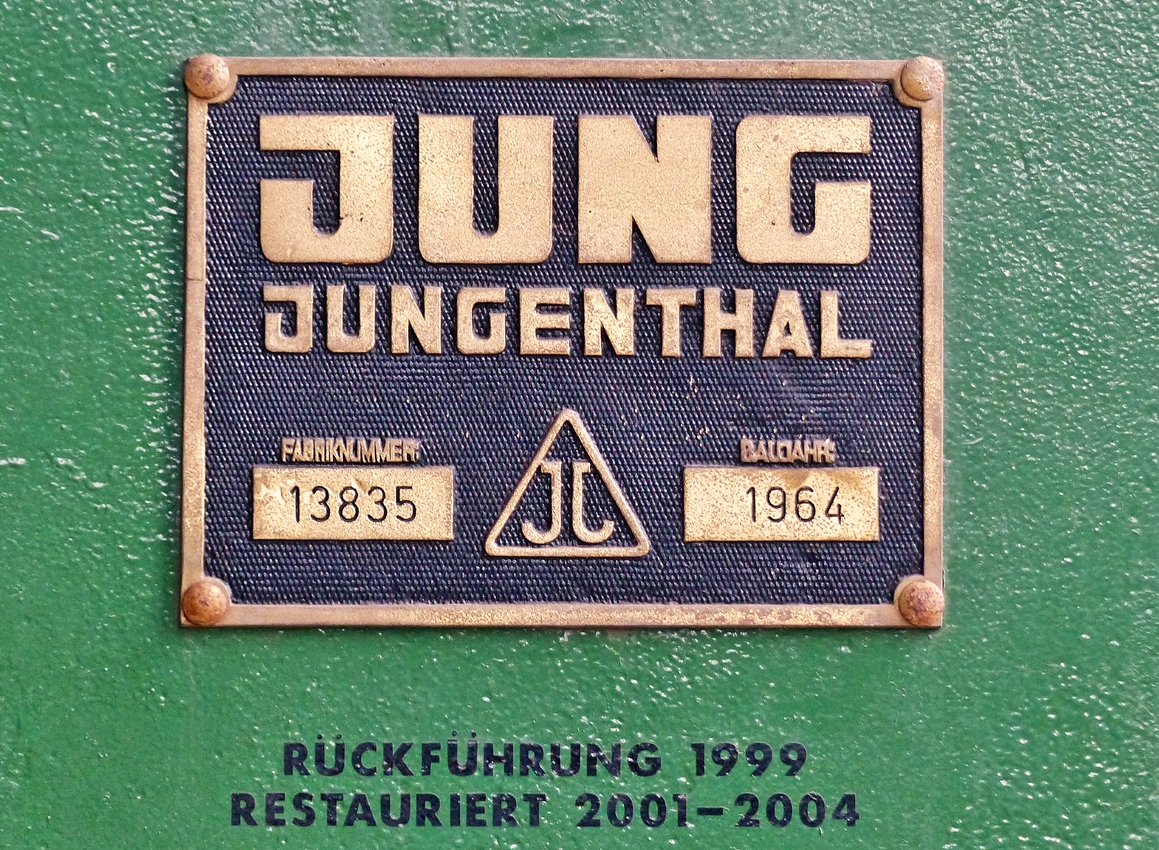 JUNG
JUNGENTHAL
FABRIKNUMMER:
BAUJAHR:
13835
JJ
1964
RÜCKFÜHRUNG 1999
RESTAURIERT 2001-2004